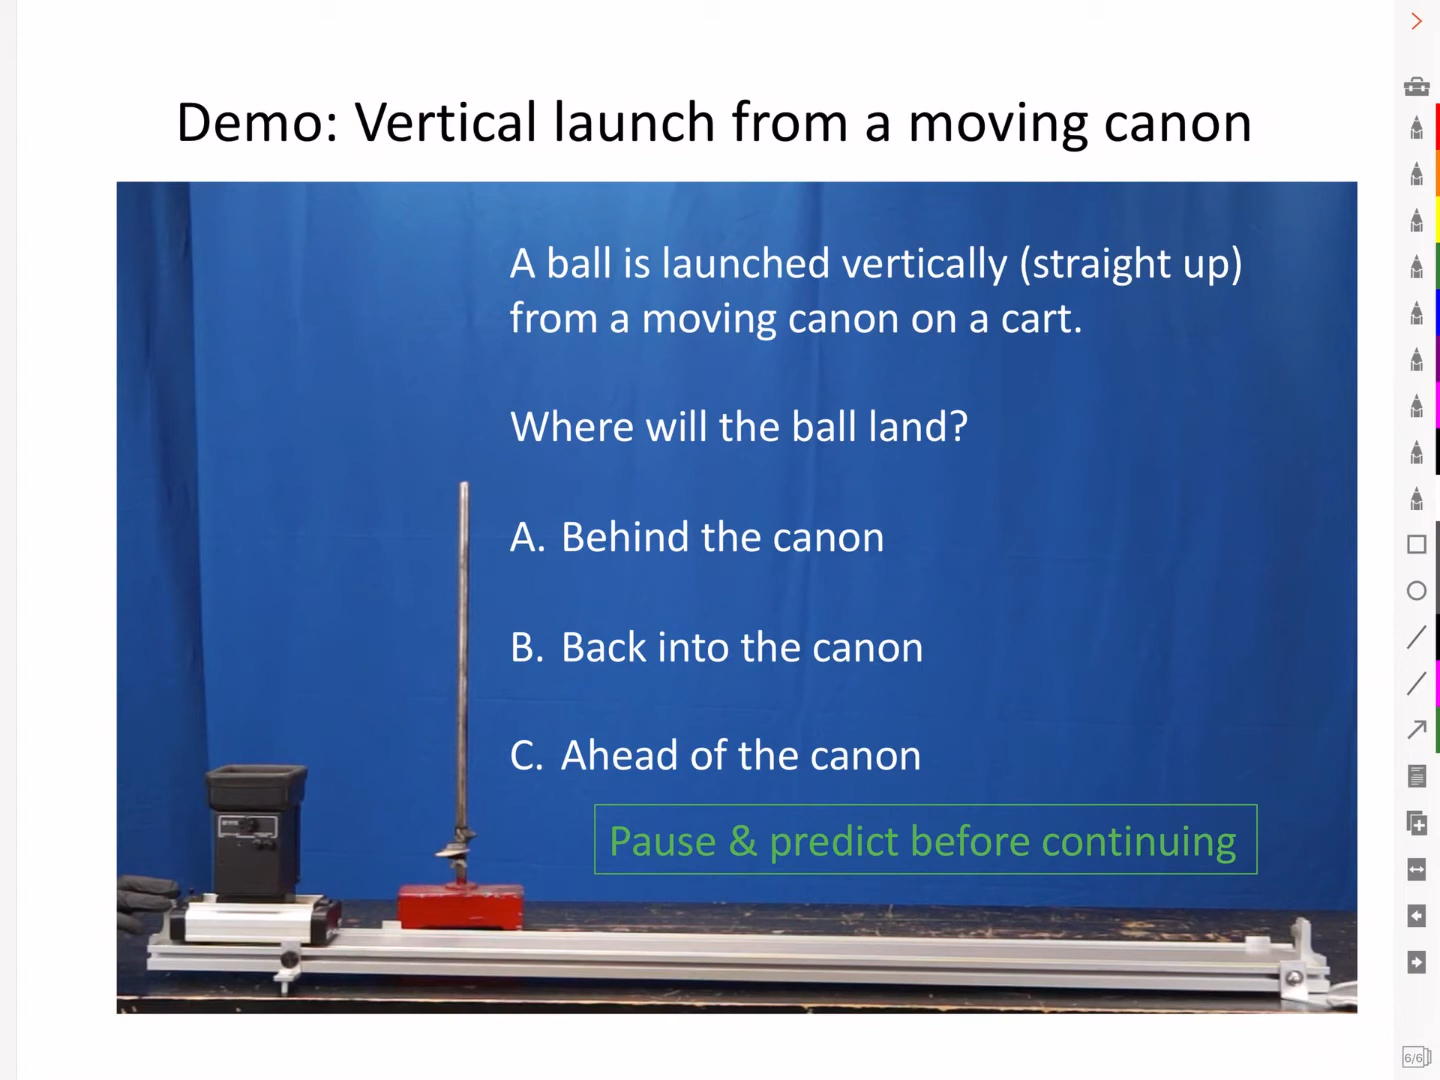 Demo: Vertical launch from a moving canon
A ball is launched vertically (straight up)
from a moving canon on a cart.
Where will the ball land?
A. Behind the canon
B. Back into the canon
C. Ahead of the canon
Pause & predict before continuing
6/6